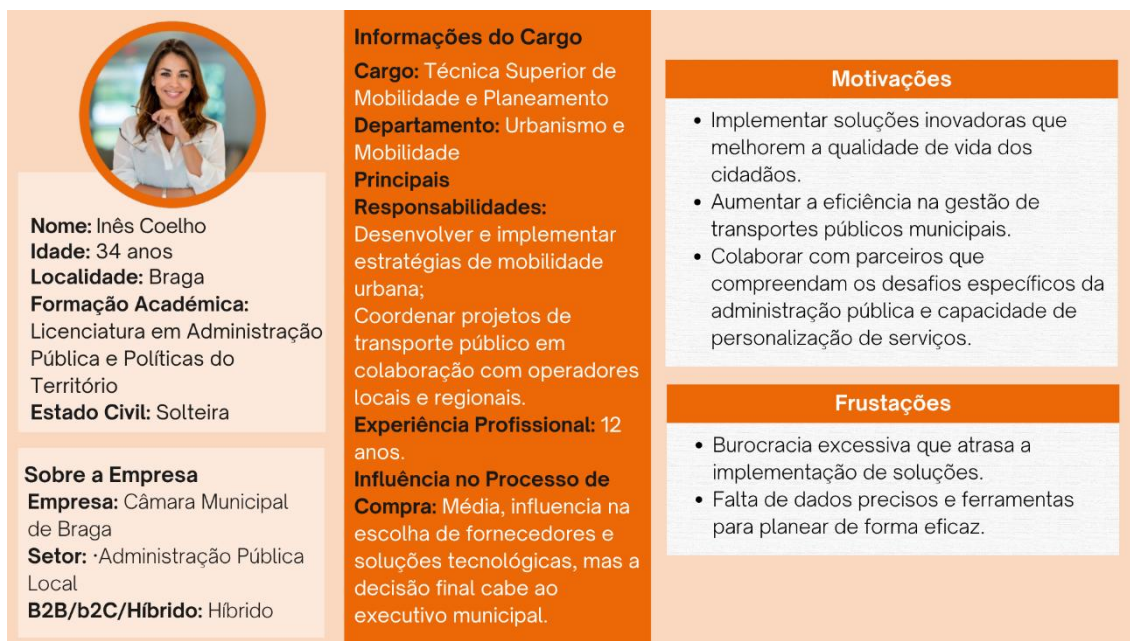 Nome: Inês Coelho
Idade: 34 anos
Localidade: Braga
Formação Académica:
Licenciatura em Administração
Pública e Políticas do
Território
Estado Civil: Solteira
Sobre a Empresa
Empresa: Câmara Municipal
de Braga
Setor: ·Administração Pública
Local
B2B/b2C/Híbrido: Híbrido
Informações do Cargo
Cargo: Técnica Superior de
Mobilidade e Planeamento
Departamento: Urbanismo e
Mobilidade
Principais
Responsabilidades:
Desenvolver e implementar
estratégias de mobilidade
urbana;
Coordenar projetos de
transporte público em
colaboração com operadores
locais e regionais.
Experiência Profissional: 12
anos.
Influência no Processo de
Compra: Média, influencia na
escolha de fornecedores e
soluções tecnológicas, mas a
decisão final cabe ao
executivo municipal.
Motivações
• Implementar soluções inovadoras que
melhorem a qualidade de vida dos
cidadãos.
• Aumentar a eficiência na gestão de
transportes públicos municipais.
• Colaborar com parceiros que
compreendam os desafios específicos da
administração pública e capacidade de
personalização de serviços.
Frustações
• Burocracia excessiva que atrasa a
implementação de soluções.
• Falta de dados precisos e ferramentas
para planear de forma eficaz.